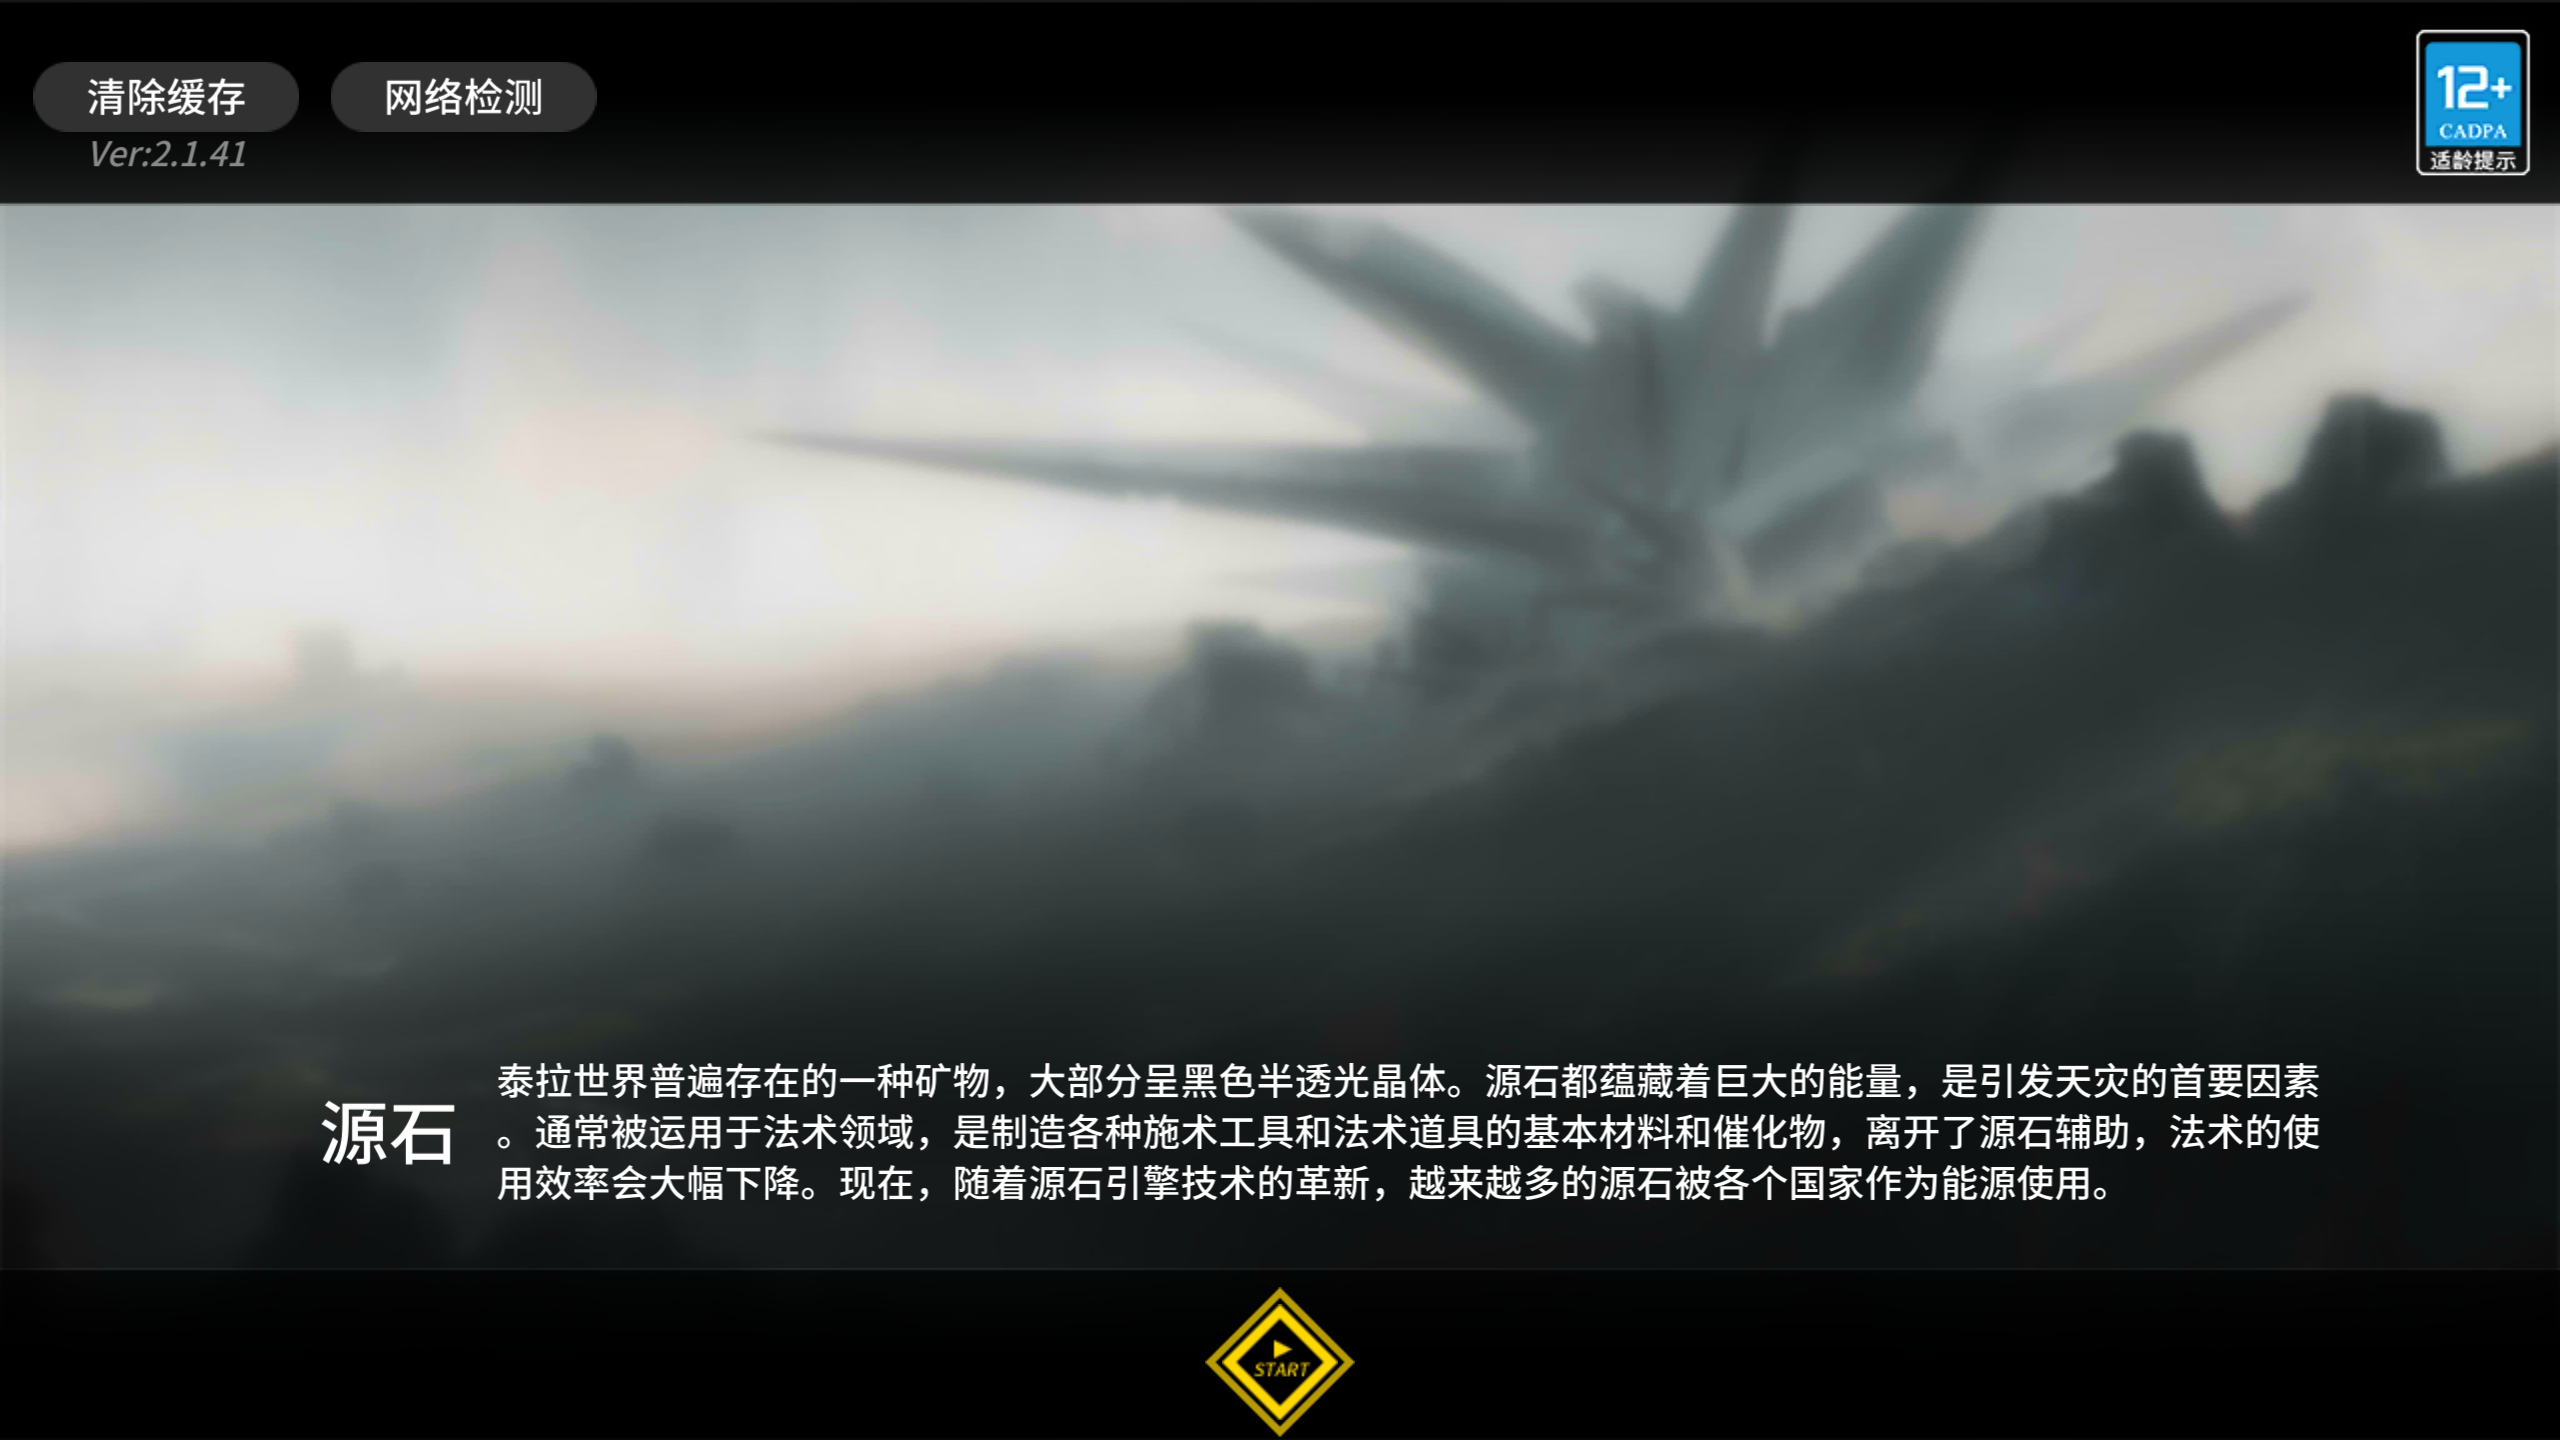 清除缓存 网络检测
Ver:2.1.41
12+
CADPA
适龄提示
源石
泰拉世界普遍存在的一种矿物，大部分呈黑色半透光晶体。源石都蕴藏着巨大的能量，是引发天灾的首要因素
。通常被运用于法术领域，是制造各种施术工具和法术道具的基本材料和催化物，离开了源石辅助，法术的使
用效率会大幅下降。现在，随着源石引擎技术的革新，越来越多的源石被各个国家作为能源使用。
START